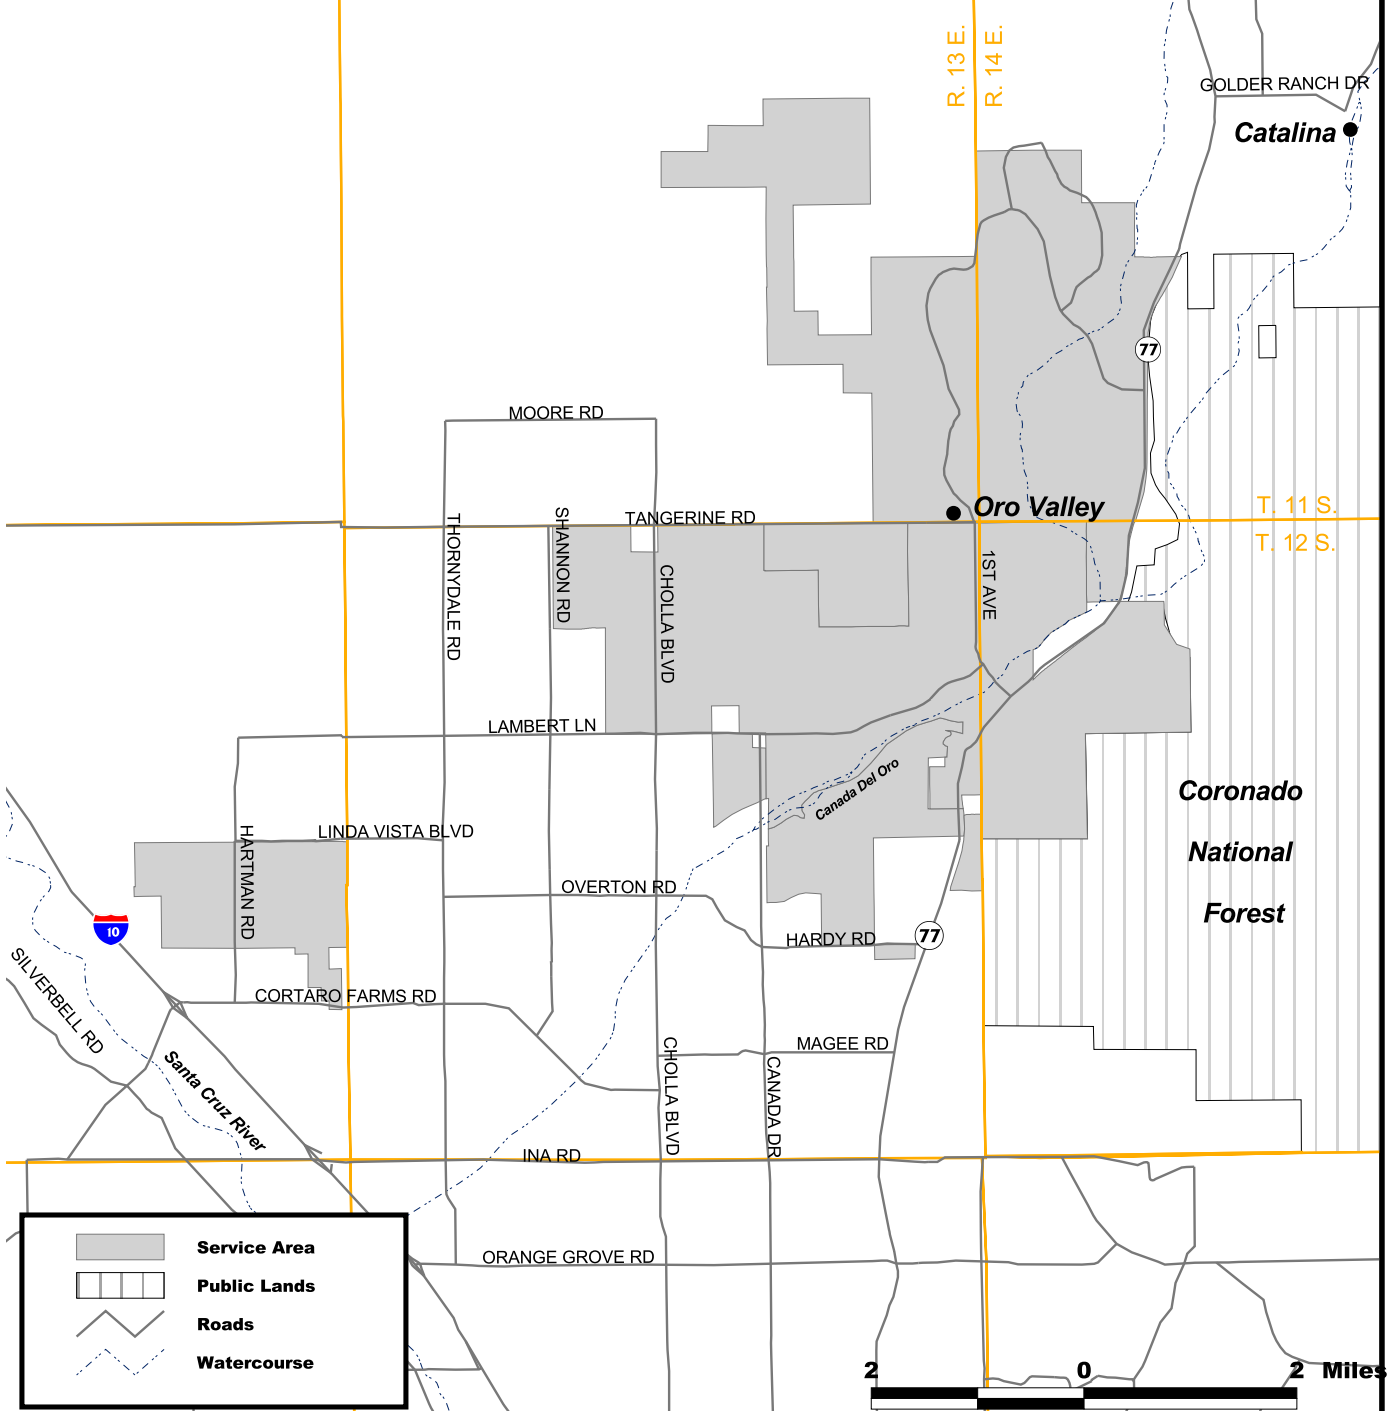 R. 13 E.
R. 14 E.
GOLDER RANCH DR
Catalina
77
MOORE RD
Oro Valley
T. 11 S.
TANGERINE RD
T. 12 S.
THORNYDALE RD
SHANNON RD
CHOLLA BLVD
1ST AVE
LAMBERT LN
Canada Del Oro
Coronado
National
Forest
LINDA VISTA BLVD
HARTMAN RD
OVERTON RD
10
HARDY RD
77
SILVERBELL RD
CORTARO FARMS RD
Santa Cruz River
MAGEE RD
CHOLLA BLVD
CANADA DR
INA RD
ORANGE GROVE RD
Service Area
Public Lands
Roads
Watercourse
2 0 2 Miles